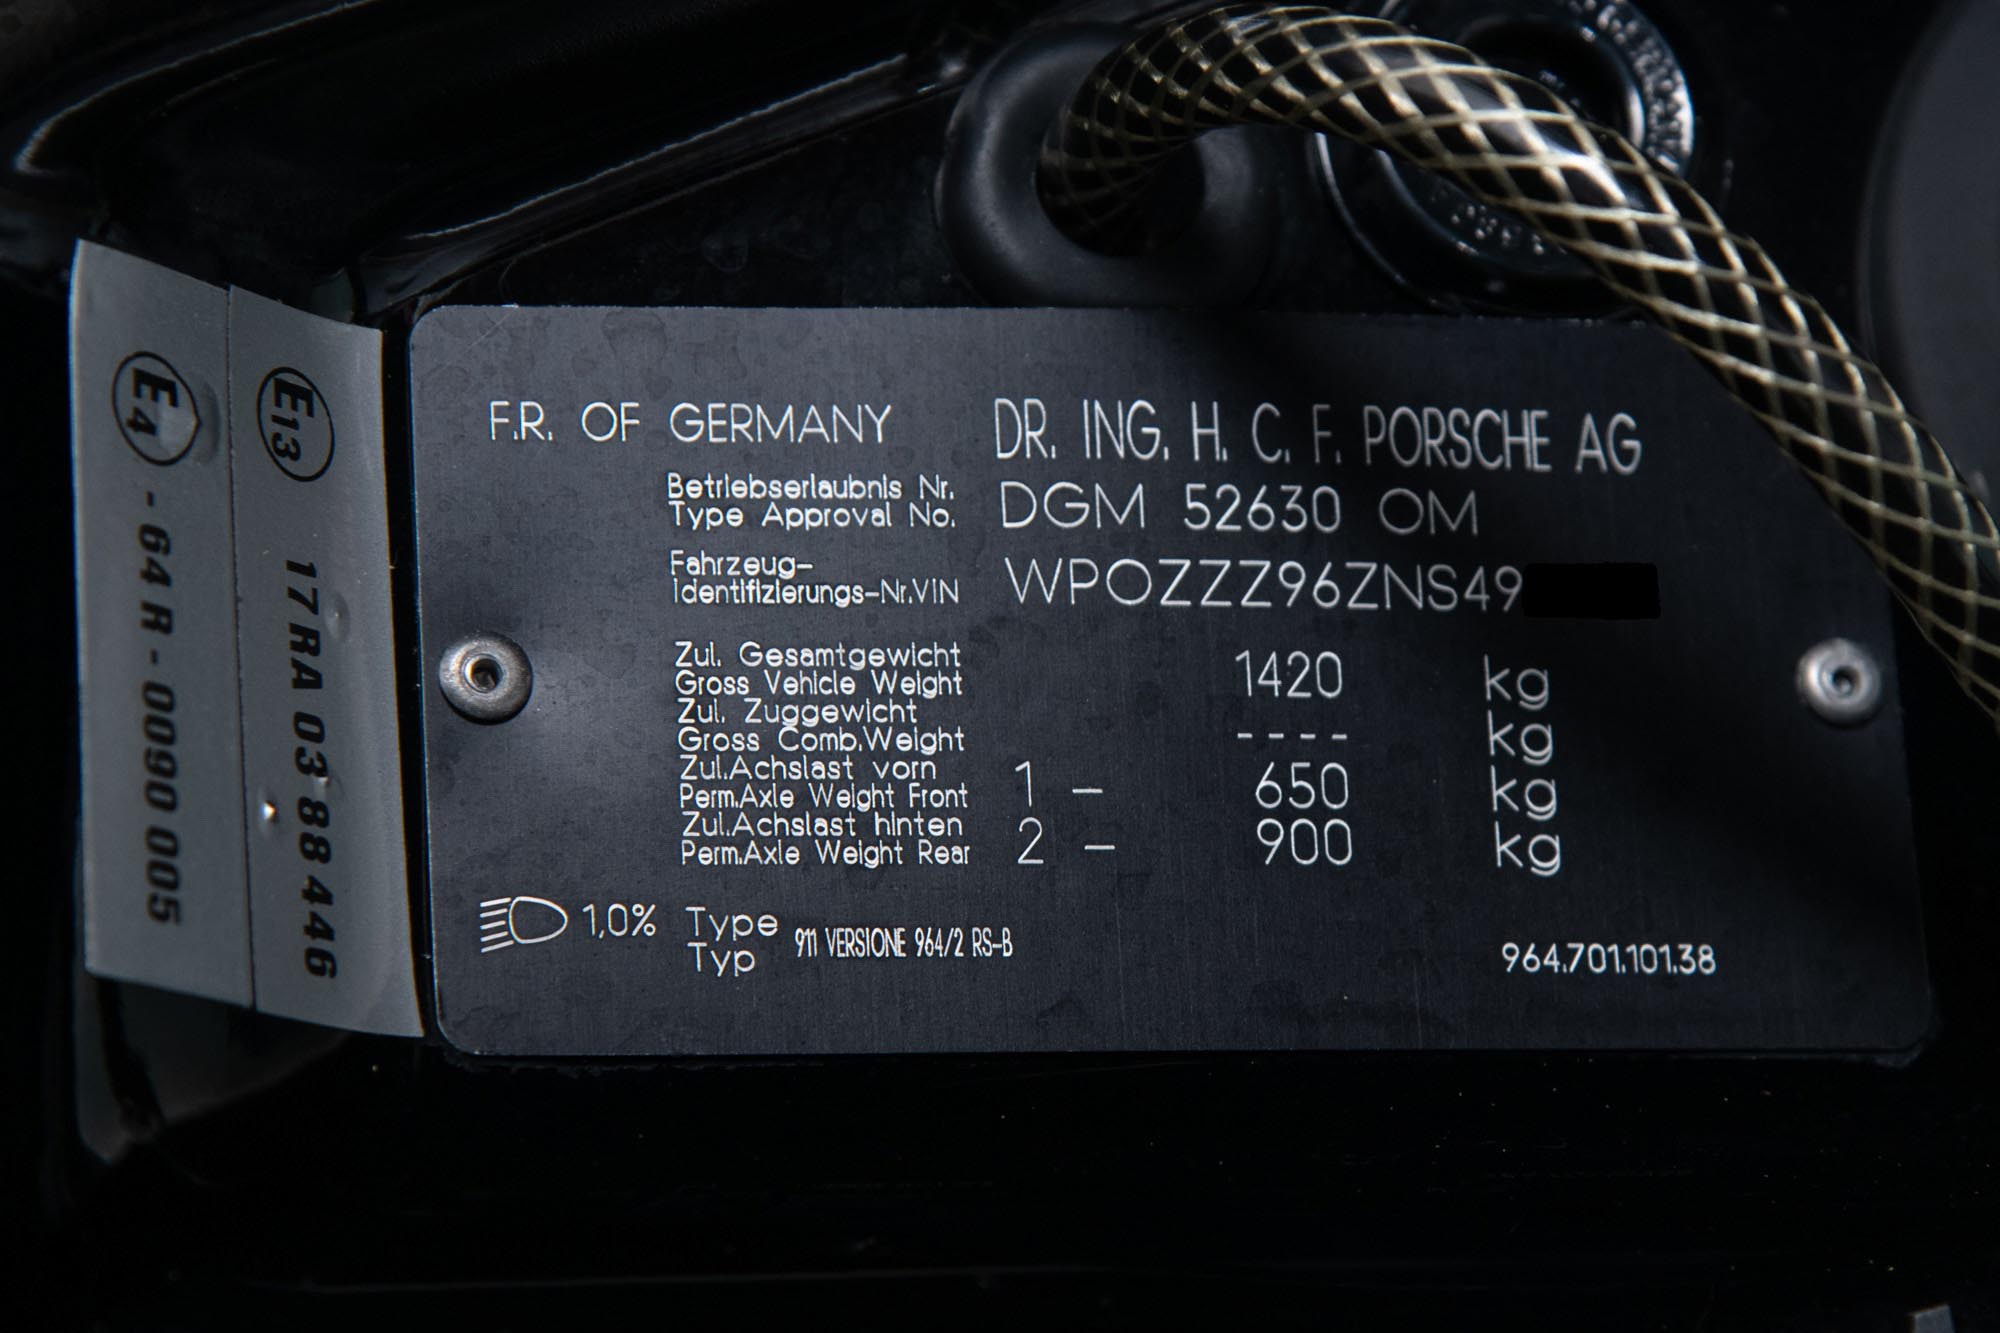 E4 - 64 R - 0090 005
E13 17 RA 03 88 446
F.R. OF GERMANY DR. ING. H. C. F. PORSCHE AG
Betriebserlaubnis Nr.
Type Approval No. DGM 52630 OM
Fahrzeug-
Identifizierungs-Nr.VIN WPOZZZ96ZNS49
Zul. Gesamtgewicht
Gross Vehicle Weight 1420 kg
Zul. Zuggewicht
Gross Comb.Weight ---- kg
Zul.Achslast vorn
Perm.Axle Weight Front 1 - 650 kg
Zul.Achslast hinten
Perm.Axle Weight Rear 2 - 900 kg
1,0% Type
Typ 911 VERSIONE 964/2 RS-B 964.701.101.38